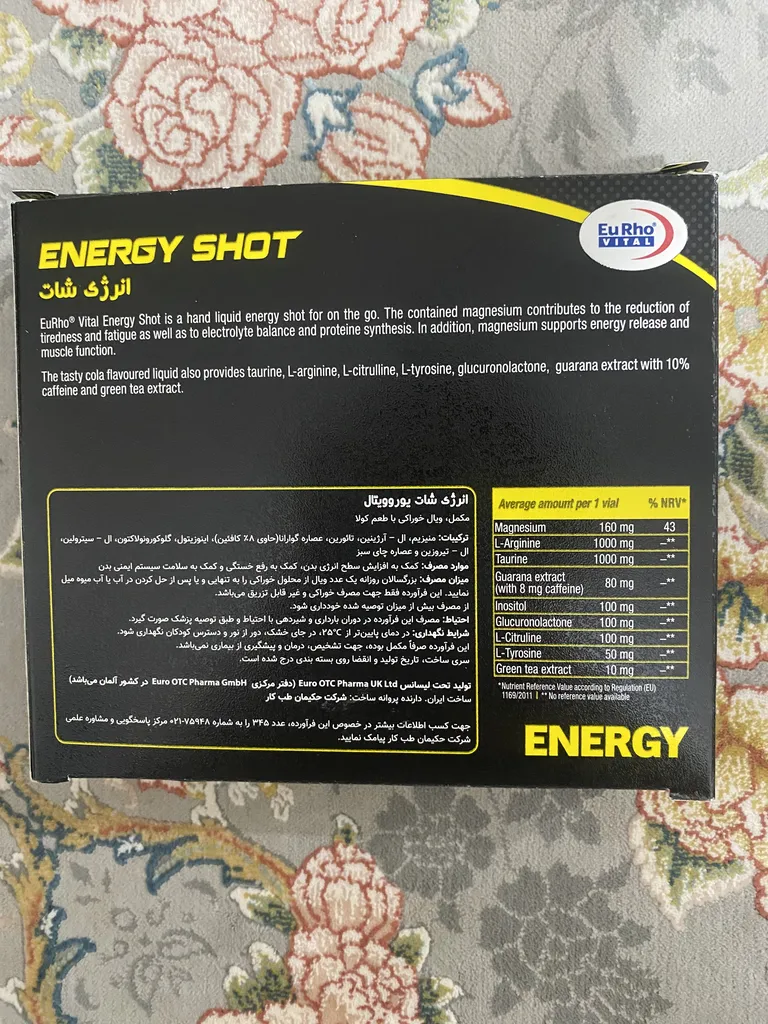 Eu Rho®
VITAL
ENERGY SHOT
انرژی شات
EuRho® Vital Energy Shot is a hand liquid energy shot for on the go. The contained magnesium contributes to the reduction of
tiredness and fatigue as well as to electrolyte balance and proteine synthesis. In addition, magnesium supports energy release and
muscle function.
The tasty cola flavoured liquid also provides taurine, L-arginine, L-citrulline, L-tyrosine, glucuronolactone, guarana extract with 10%
caffeine and green tea extract.
انرژی شات یوروویتال
مکمل، ویال خوراکی با طعم کولا
ترکیبات: منیزیم، ال – آرژینین، تائورین، عصاره گوارانا(حاوی ۸٪ کافئین)، اینوزیتول، گلوکورونولاکتون، ال – سیترولین،
ال – تیروزین و عصاره چای سبز
موارد مصرف: کمک به افزایش سطح انرژی بدن، کمک به رفع خستگی و کمک به سلامت سیستم ایمنی بدن
میزان مصرف: بزرگسالان روزانه یک عدد ویال از محلول خوراکی را به تنهایی و یا پس از حل کردن در آب یا آب میوه میل
نمایید. این فرآورده فقط جهت مصرف خوراکی و غیر قابل تزریق می‌باشد.
از مصرف بیش از میزان توصیه شده خودداری شود.
احتیاط: مصرف این فرآورده در دوران بارداری و شیردهی با احتیاط و طبق توصیه پزشک صورت گیرد.
شرایط نگهداری: در دمای پایین‌تر از ۲۵°C، در جای خشک، دور از نور و دسترس کودکان نگهداری شود.
این فرآورده صرفاً مکمل بوده، جهت تشخیص، درمان و پیشگیری از بیماری نمی‌باشد.
سری ساخت، تاریخ تولید و انقضا روی بسته بندی درج شده است.
تولید تحت لیسانس Euro OTC Pharma UK Ltd (دفتر مرکزی Euro OTC Pharma GmbH در کشور آلمان می‌باشد)
ساخت ایران. دارنده پروانه ساخت: شرکت حکیمان طب کار
جهت کسب اطلاعات بیشتر در خصوص این فرآورده، عدد ۳۴۵ را به شماره ۷۵۹۴۸-۰۲۱ مرکز پاسخگویی و مشاوره علمی
شرکت حکیمان طب کار پیامک نمایید.
Average amount per 1 vial % NRV*
Magnesium 160 mg 43
L-Arginine 1000 mg –**
Taurine 1000 mg –**
Guarana extract
(with 8 mg caffeine) 80 mg –**
Inositol 100 mg –**
Glucuronolactone 100 mg –**
L-Citruline 100 mg –**
L-Tyrosine 50 mg –**
Green tea extract 10 mg –**
*Nutrient Reference Value according to Regulation (EU)
1169/2011 | ** No reference value available
ENERGY